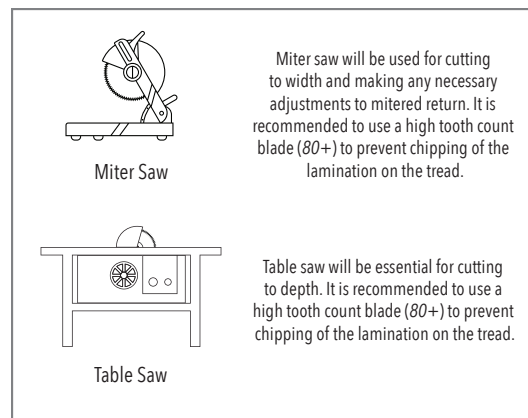 Miter saw will be used for cutting
to width and making any necessary
adjustments to mitered return. It is
recommended to use a high tooth count
blade (80+) to prevent chipping of the
lamination on the tread.
Miter Saw
Table saw will be essential for cutting
to depth. It is recommended to use a
high tooth count blade (80+) to prevent
chipping of the lamination on the tread.
Table Saw